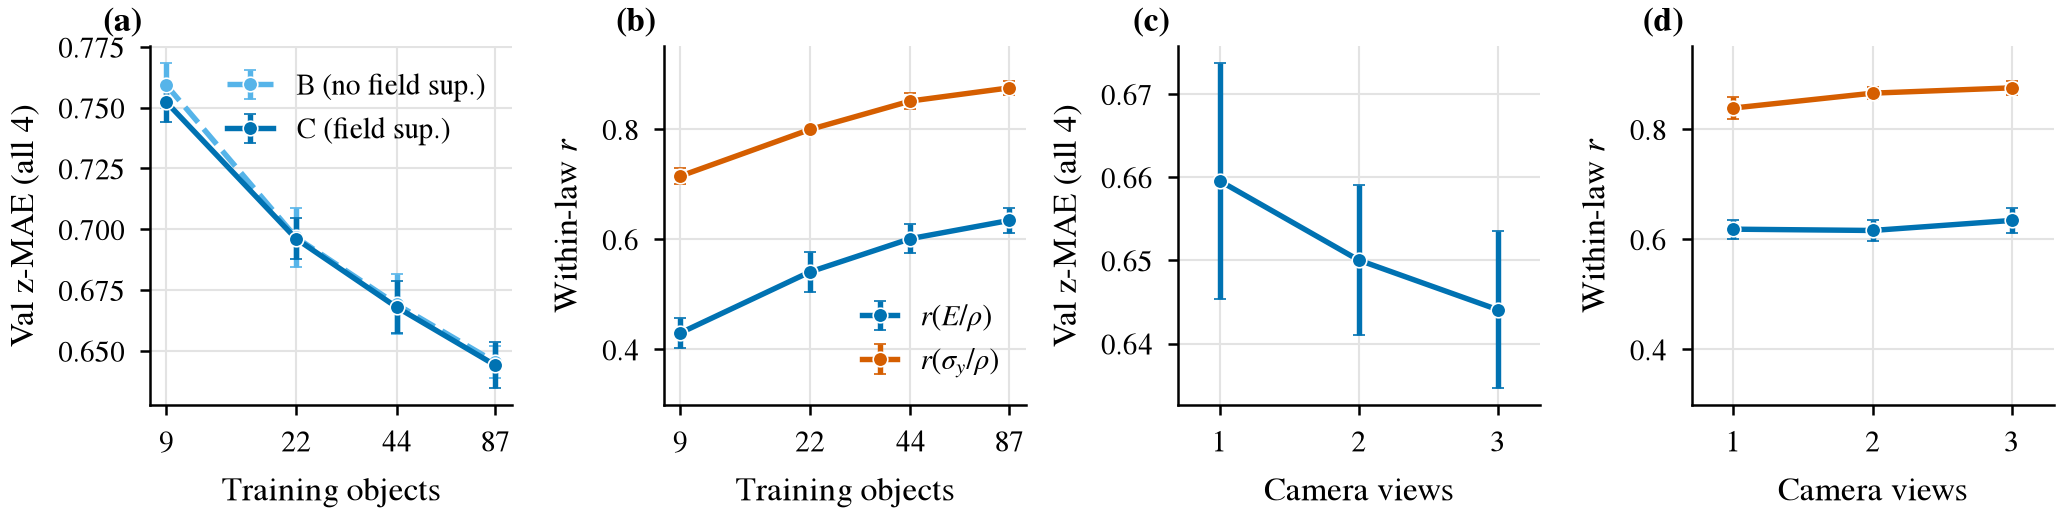 (a)
Val z-MAE (all 4)
0.775
0.750
0.725
0.700
0.675
0.650
B (no field sup.)
C (field sup.)
9 22 44 87
Training objects
(b)
Within-law r
0.8
0.6
0.4
r(E/ρ)
r(σ_y/ρ)
9 22 44 87
Training objects
(c)
Val z-MAE (all 4)
0.67
0.66
0.65
0.64
1 2 3
Camera views
(d)
Within-law r
0.8
0.6
0.4
1 2 3
Camera views